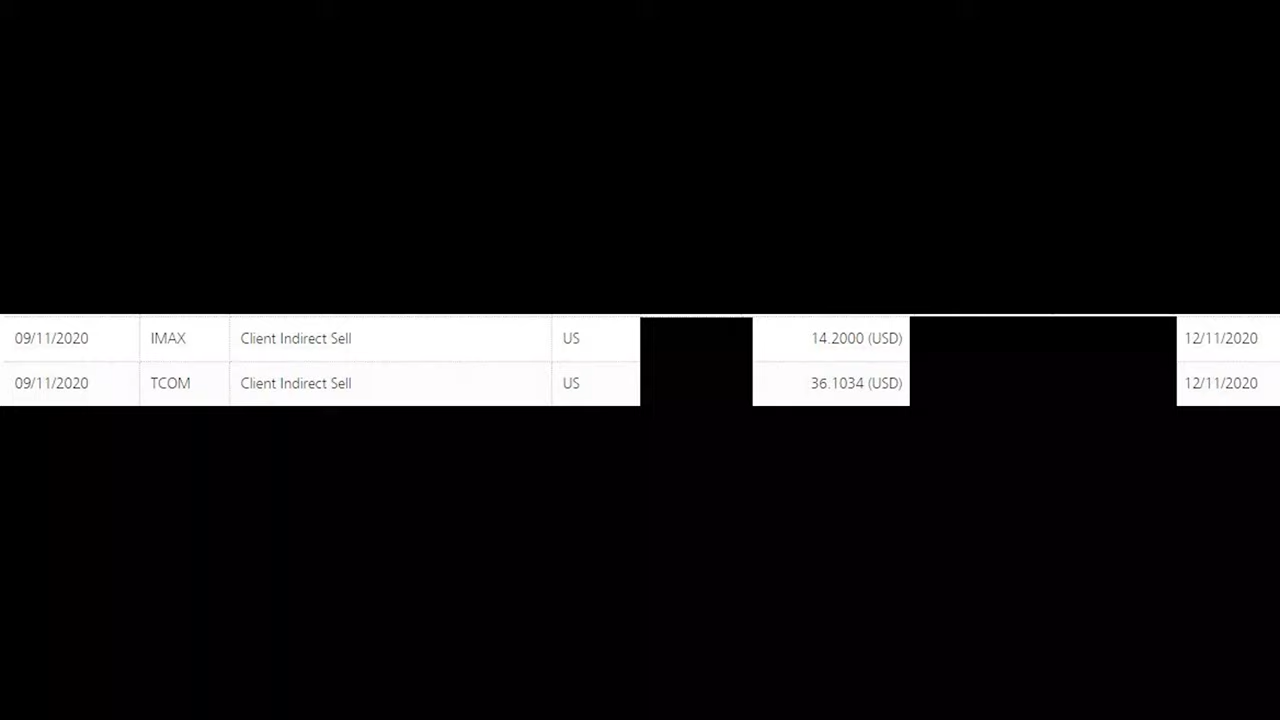 09/11/2020 IMAX Client Indirect Sell US 14.2000 (USD) 12/11/2020
09/11/2020 TCOM Client Indirect Sell US 36.1034 (USD) 12/11/2020